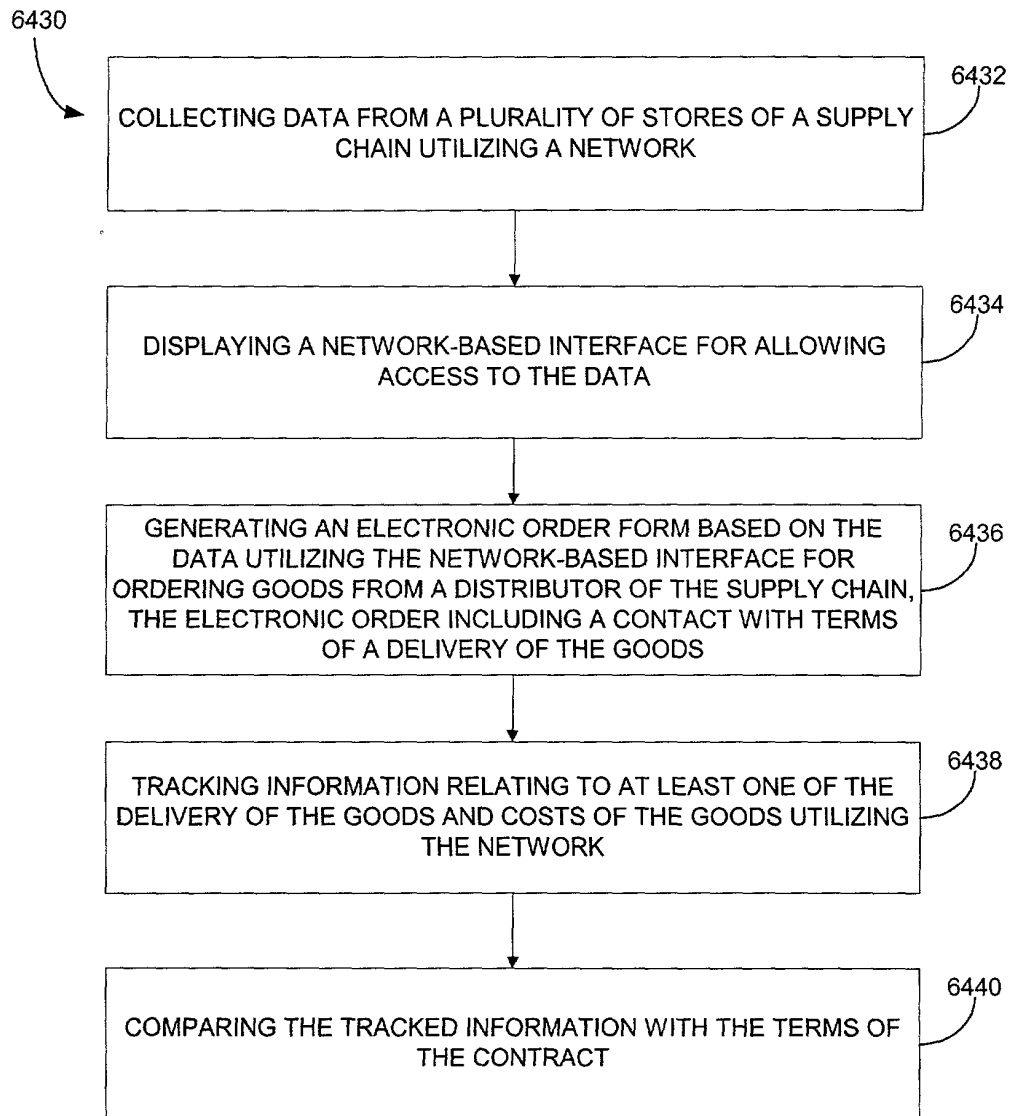 6430
COLLECTING DATA FROM A PLURALITY OF STORES OF A SUPPLY
CHAIN UTILIZING A NETWORK
6432
DISPLAYING A NETWORK-BASED INTERFACE FOR ALLOWING
ACCESS TO THE DATA
6434
GENERATING AN ELECTRONIC ORDER FORM BASED ON THE
DATA UTILIZING THE NETWORK-BASED INTERFACE FOR
ORDERING GOODS FROM A DISTRIBUTOR OF THE SUPPLY CHAIN,
THE ELECTRONIC ORDER INCLUDING A CONTACT WITH TERMS
OF A DELIVERY OF THE GOODS
6436
TRACKING INFORMATION RELATING TO AT LEAST ONE OF THE
DELIVERY OF THE GOODS AND COSTS OF THE GOODS UTILIZING
THE NETWORK
6438
COMPARING THE TRACKED INFORMATION WITH THE TERMS OF
THE CONTRACT
6440